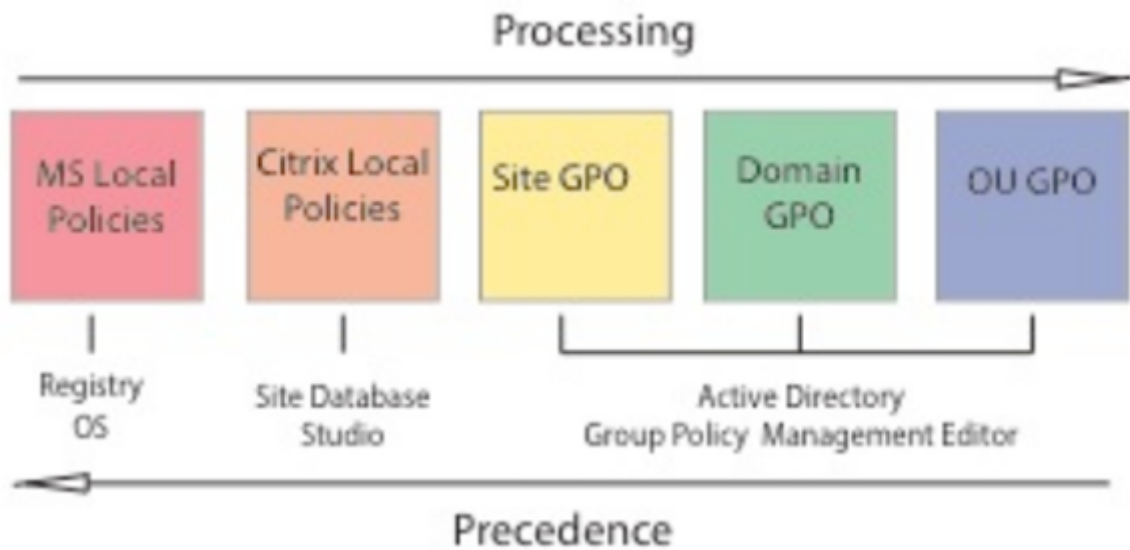 Processing
MS Local
Policies
Citrix Local
Policies
Site GPO
Domain
GPO
OU GPO
Registry
OS
Site Database
Studio
Active Directory
Group Policy Management Editor
Precedence